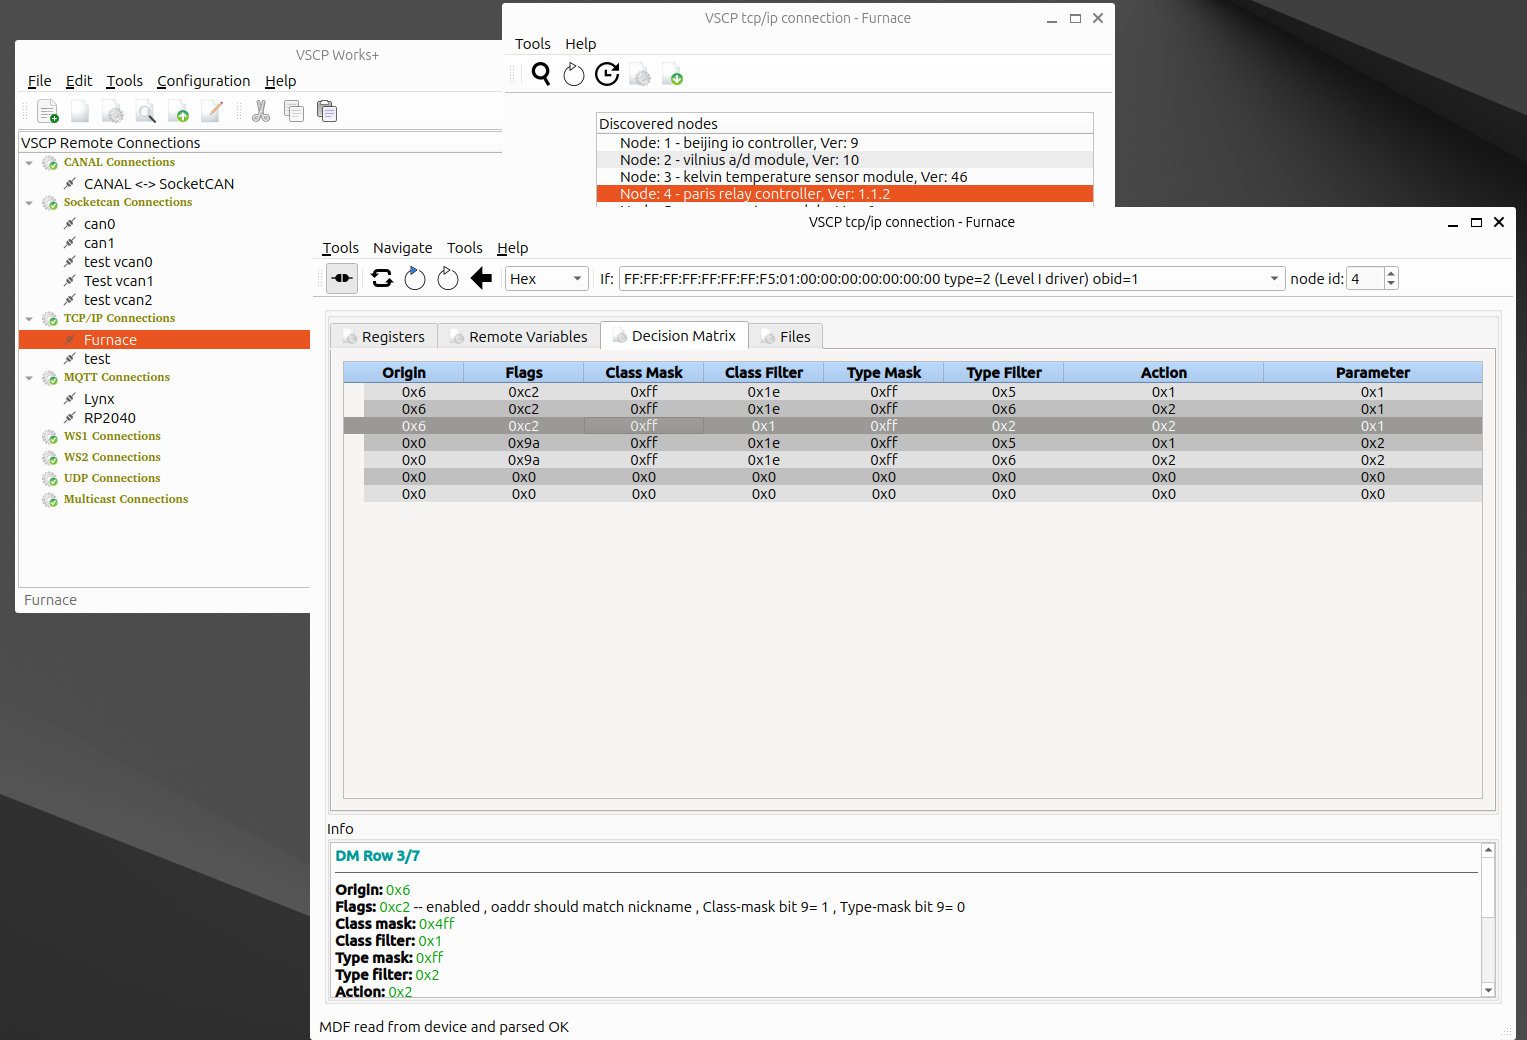 VSCP Works+
File Edit Tools Configuration Help
VSCP Remote Connections
CANAL Connections
CANAL <-> SocketCAN
Socketcan Connections
can0
can1
test vcan0
Test vcan1
test vcan2
TCP/IP Connections
Furnace
test
MQTT Connections
Lynx
RP2040
WS1 Connections
WS2 Connections
UDP Connections
Multicast Connections
Furnace
VSCP tcp/ip connection - Furnace
Tools Help
Discovered nodes
Node: 1 - beijing io controller, Ver: 9
Node: 2 - vilnius a/d module, Ver: 10
Node: 3 - kelvin temperature sensor module, Ver: 46
Node: 4 - paris relay controller, Ver: 1.1.2
VSCP tcp/ip connection - Furnace
Tools Navigate Tools Help
Hex If: FF:FF:FF:FF:FF:FF:FF:F5:01:00:00:00:00:00:00:00 type=2 (Level I driver) obid=1 node id: 4
Registers Remote Variables Decision Matrix Files
Origin Flags Class Mask Class Filter Type Mask Type Filter Action Parameter
0x6 0xc2 0xff 0x1e 0xff 0x5 0x1 0x1
0x6 0xc2 0xff 0x1e 0xff 0x6 0x2 0x1
0x6 0xc2 0xff 0x1 0xff 0x2 0x2 0x1
0x0 0x9a 0xff 0x1e 0xff 0x5 0x1 0x2
0x0 0x9a 0xff 0x1e 0xff 0x6 0x2 0x2
0x0 0x0 0x0 0x0 0x0 0x0 0x0 0x0
0x0 0x0 0x0 0x0 0x0 0x0 0x0 0x0
Info
DM Row 3/7
Origin: 0x6
Flags: 0xc2 -- enabled , oaddr should match nickname , Class-mask bit 9= 1 , Type-mask bit 9= 0
Class mask: 0x4ff
Class filter: 0x1
Type mask: 0xff
Type filter: 0x2
Action: 0x2
MDF read from device and parsed OK